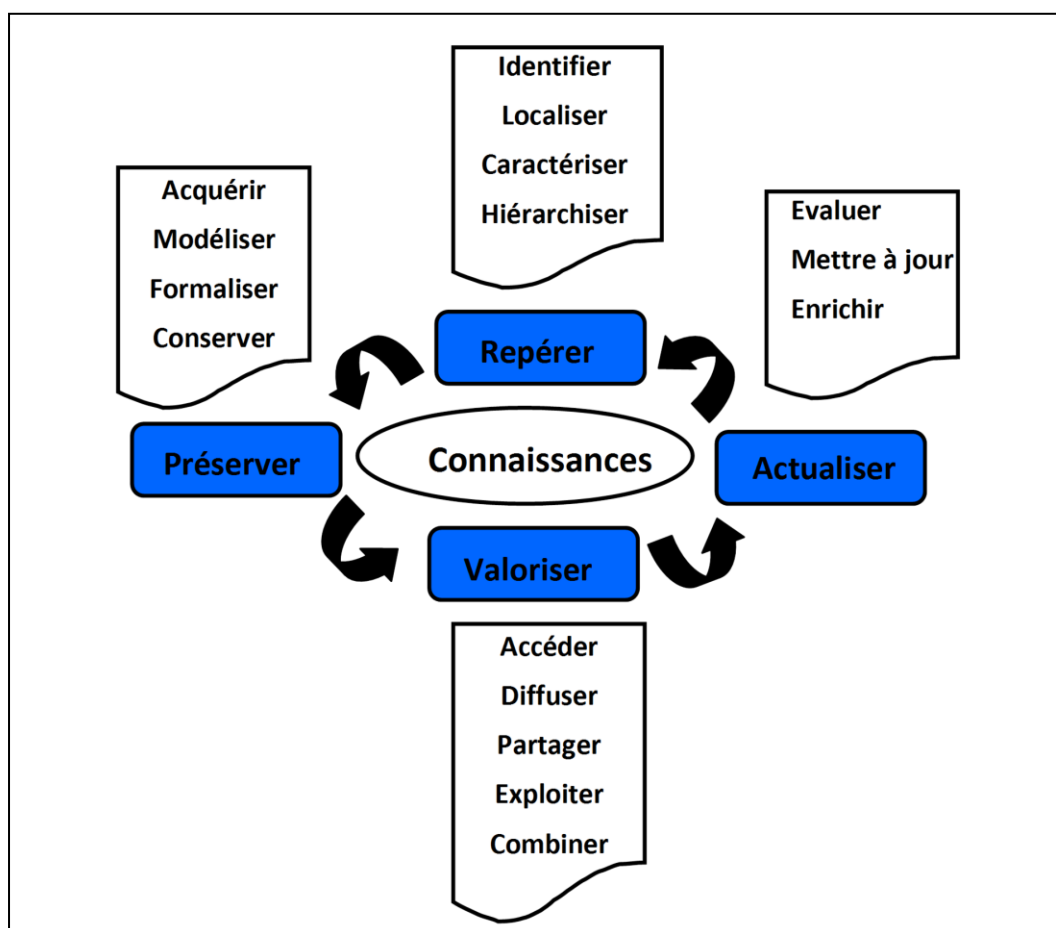 Identifier
Localiser
Caractériser
Hiérarchiser
Acquérir
Modéliser
Formaliser
Conserver
Evaluer
Mettre à jour
Enrichir
Repérer
Préserver
Connaissances
Actualiser
Valoriser
Accéder
Diffuser
Partager
Exploiter
Combiner